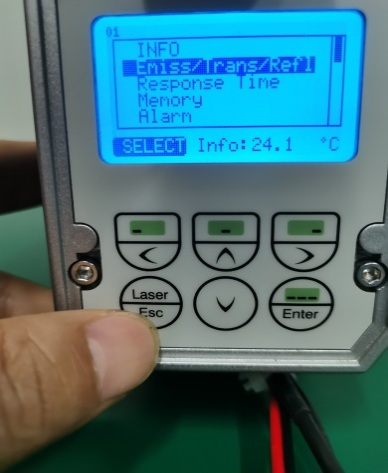 01
INFO
Emiss/Trans/Refl
Response Time
Memory
Alarm
SELECT Info:24.1 °C
Laser
Esc
Enter